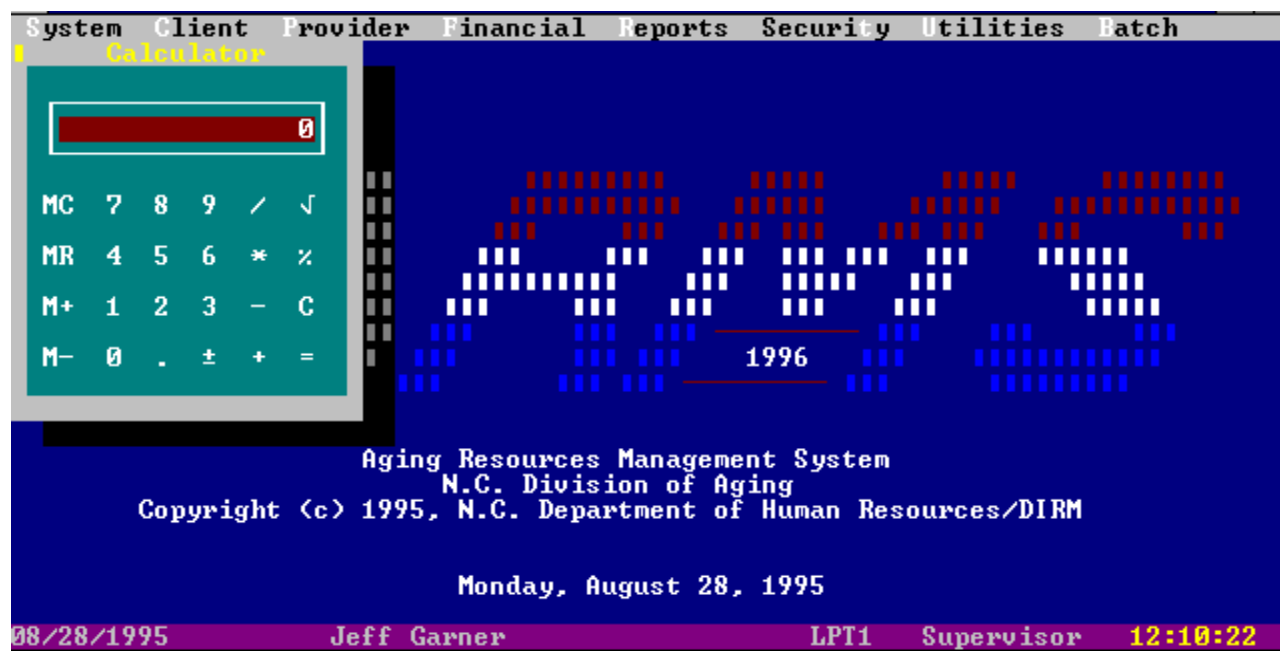 System Client Provider Financial Reports Security Utilities Batch
Calculator
0
MC 7 8 9 / √
MR 4 5 6 * %
M+ 1 2 3 - C
M- 0 . ± + =
ARMS
1996
Aging Resources Management System
N.C. Division of Aging
Copyright (c) 1995, N.C. Department of Human Resources/DIRM
Monday, August 28, 1995
08/28/1995 Jeff Garner LPT1 Supervisor 12:10:22